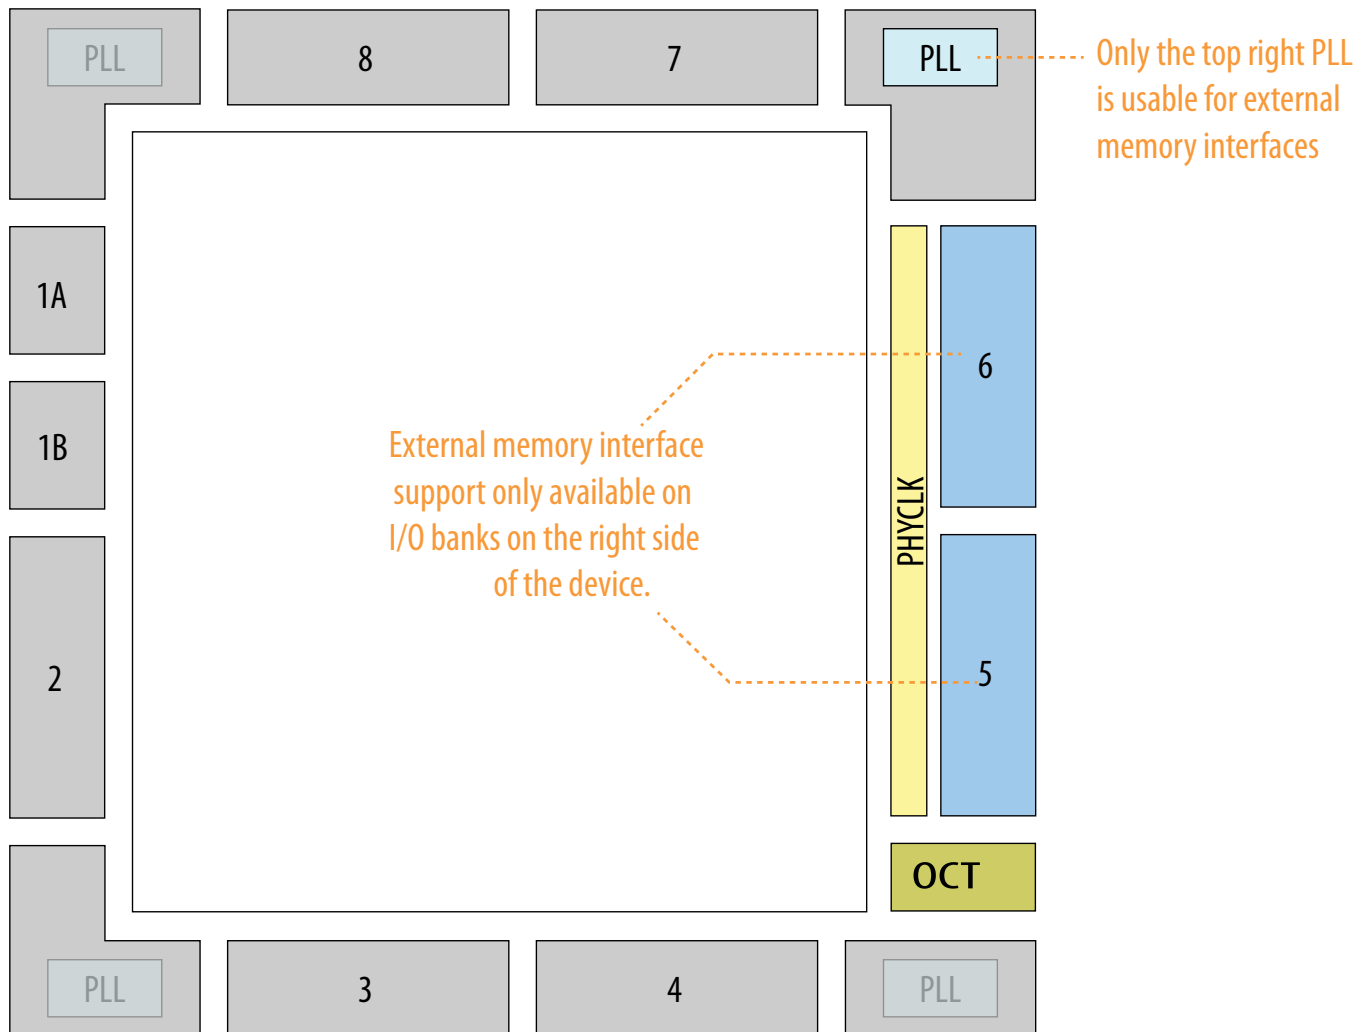 PLL
8
7
PLL
Only the top right PLL
is usable for external
memory interfaces
1A
6
1B
External memory interface
support only available on
I/O banks on the right side
of the device.
PHYCLK
2
5
OCT
PLL
3
4
PLL